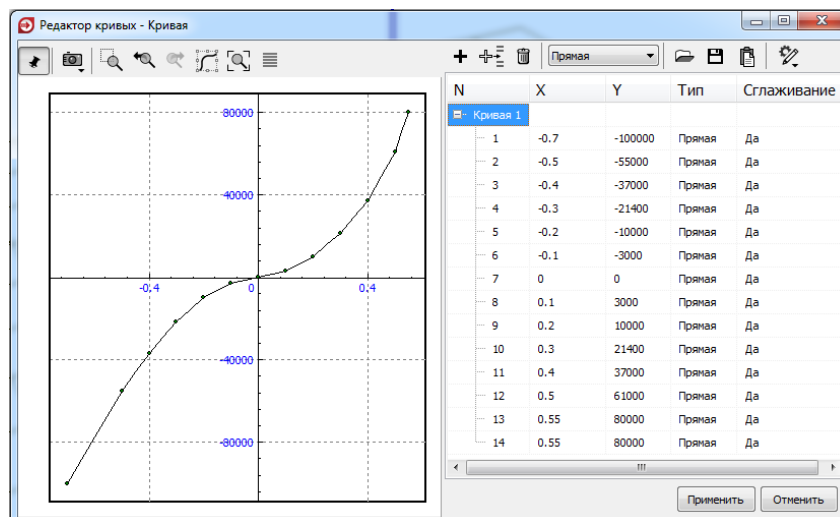 Редактор кривых - Кривая
Прямая
80000
40000
-0.4 0 0.4
-40000
-80000
N X Y Тип Сглаживание
Кривая 1
1 -0.7 -100000 Прямая Да
2 -0.5 -55000 Прямая Да
3 -0.4 -37000 Прямая Да
4 -0.3 -21400 Прямая Да
5 -0.2 -10000 Прямая Да
6 -0.1 -3000 Прямая Да
7 0 0 Прямая Да
8 0.1 3000 Прямая Да
9 0.2 10000 Прямая Да
10 0.3 21400 Прямая Да
11 0.4 37000 Прямая Да
12 0.5 61000 Прямая Да
13 0.55 80000 Прямая Да
14 0.55 80000 Прямая Да
Применить Отменить